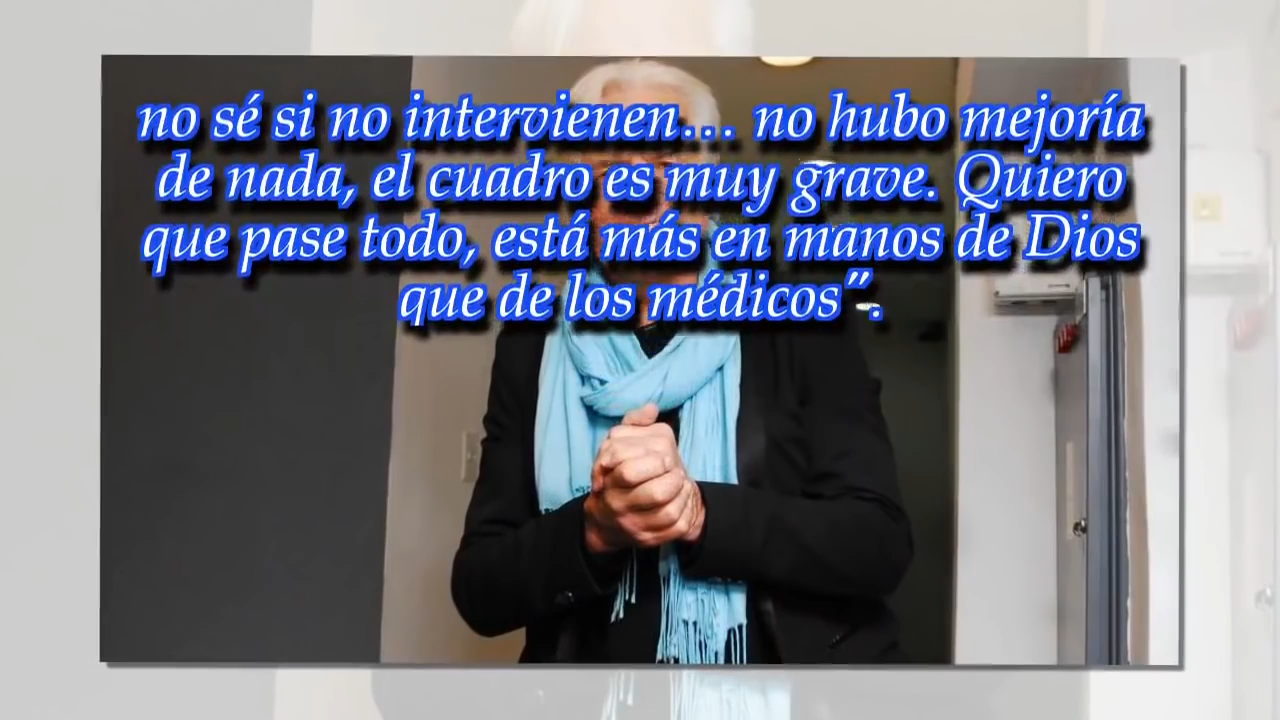 no sé si no intervienen… no hubo mejoría
de nada, el cuadro es muy grave. Quiero
que pase todo, está más en manos de Dios
que de los médicos”.